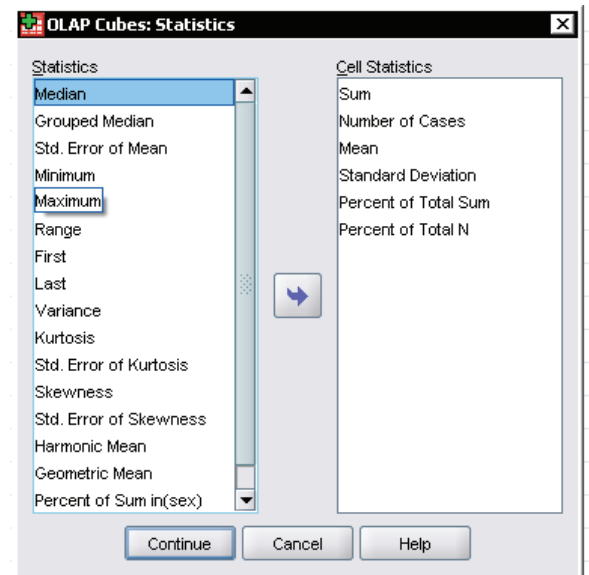 OLAP Cubes: Statistics
Statistics
Median
Grouped Median
Std. Error of Mean
Minimum
Maximum
Range
First
Last
Variance
Kurtosis
Std. Error of Kurtosis
Skewness
Std. Error of Skewness
Harmonic Mean
Geometric Mean
Percent of Sum in(sex)
Cell Statistics
Sum
Number of Cases
Mean
Standard Deviation
Percent of Total Sum
Percent of Total N
Continue
Cancel
Help